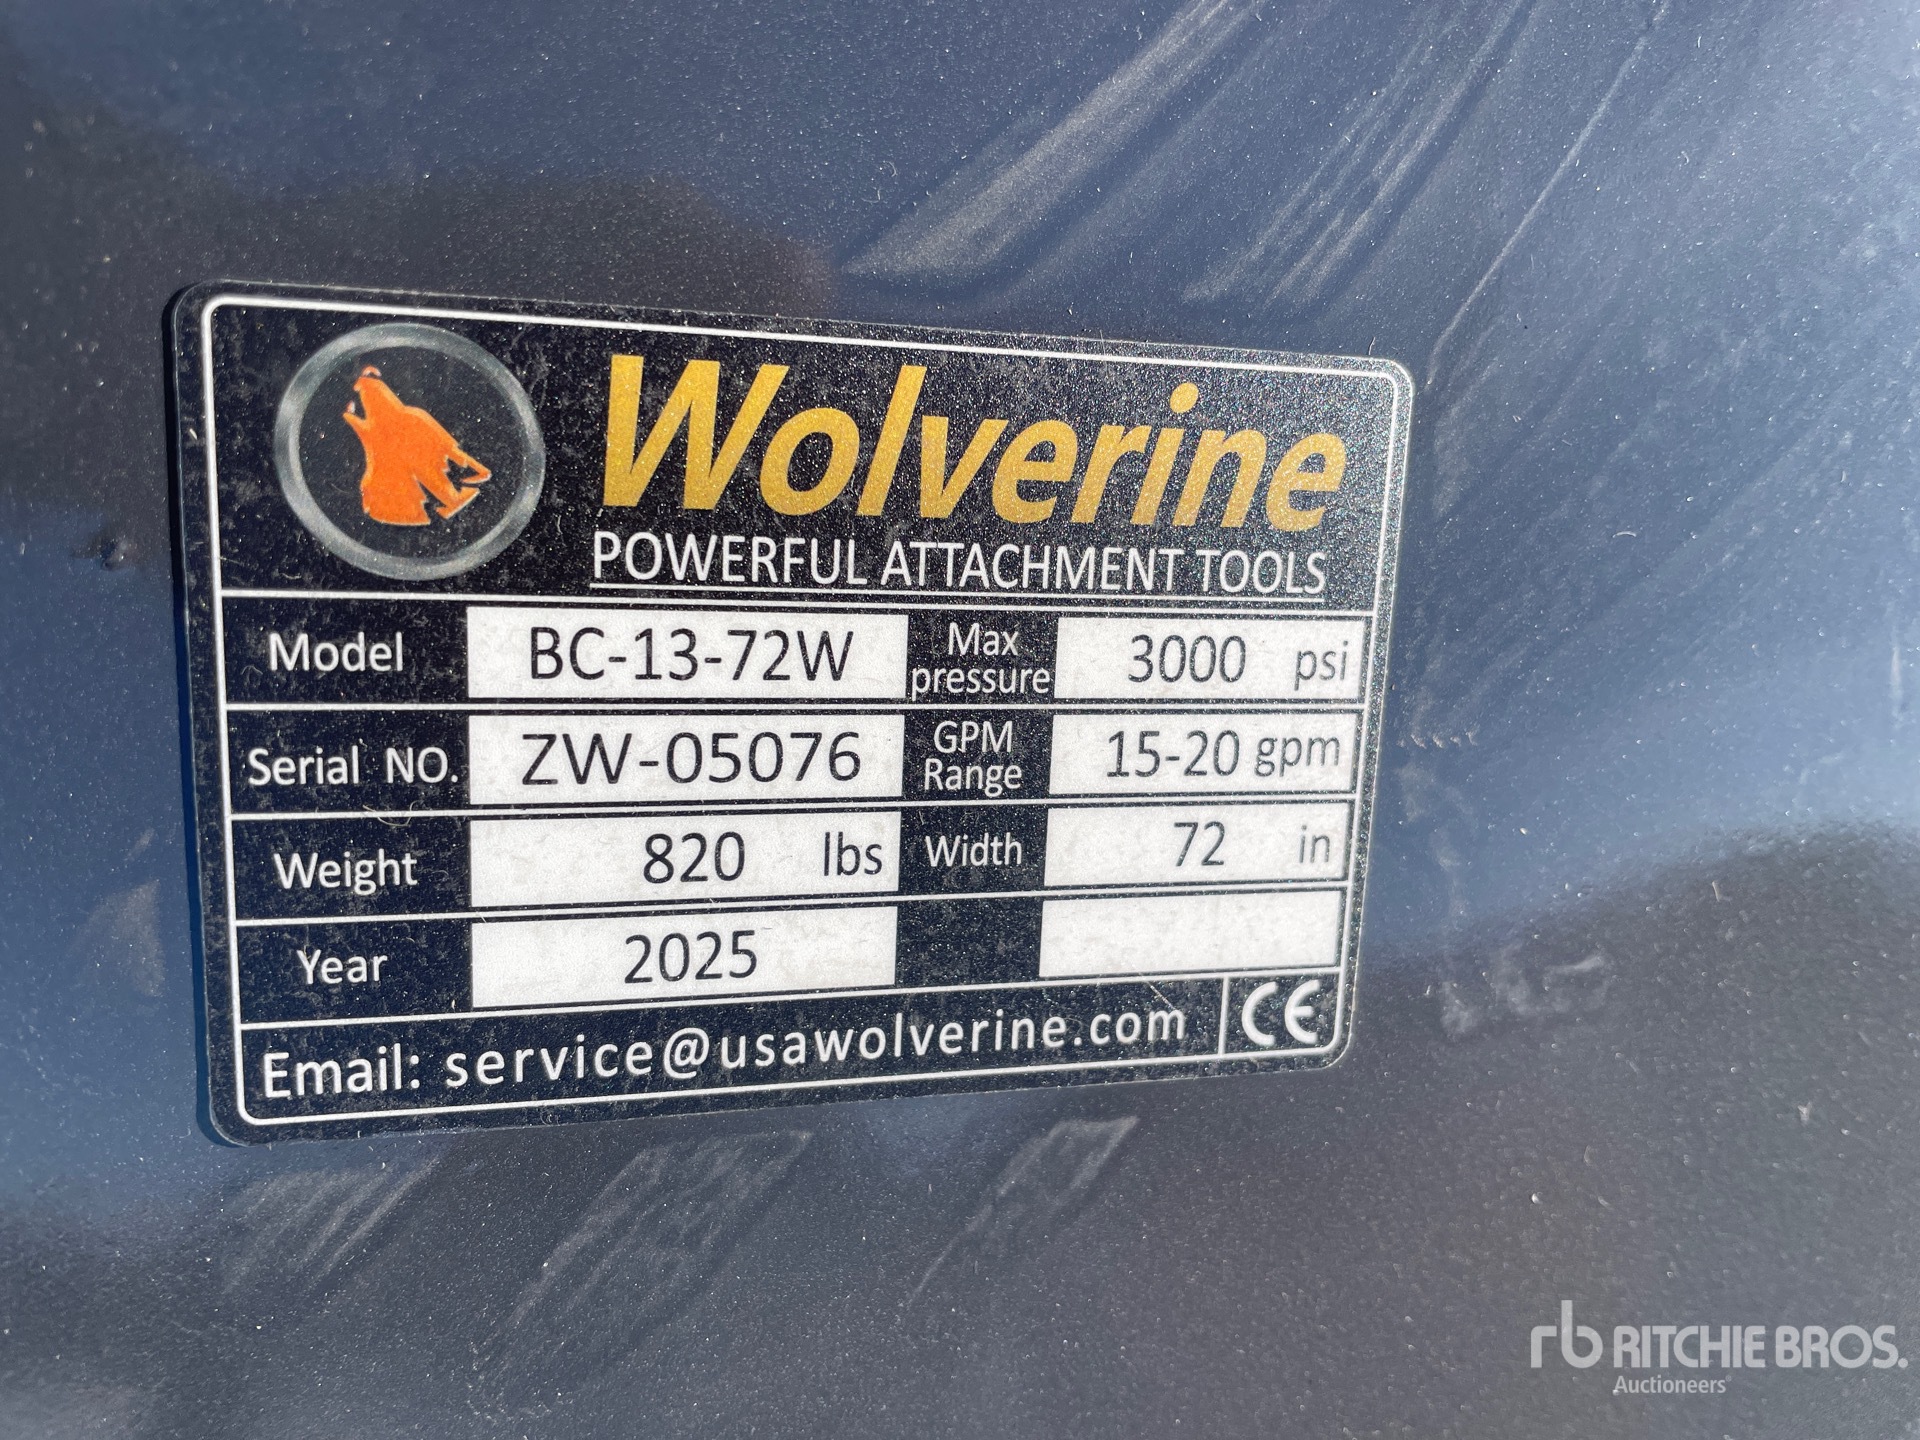 Wolverine
POWERFUL ATTACHMENT TOOLS
Model BC-13-72W Max pressure 3000 psi
Serial NO. ZW-05076 GPM Range 15-20 gpm
Weight 820 lbs Width 72 in
Year 2025
Email: service@usawolverine.com CE
rb RITCHIE BROS.
Auctioneers